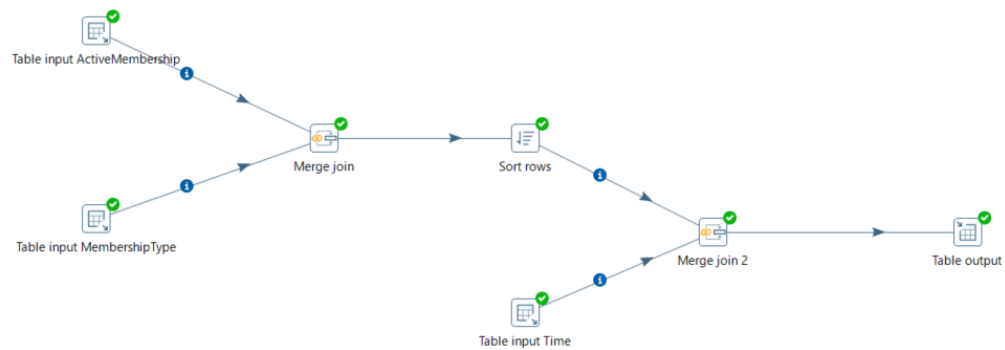 Table input ActiveMembership
Merge join
Sort rows
Table input MembershipType
Merge join 2
Table output
Table input Time